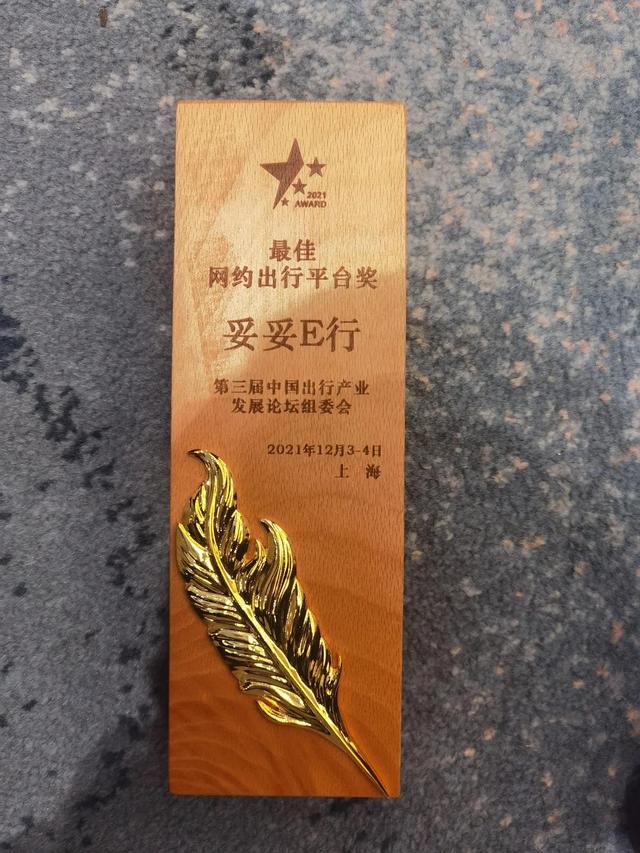 2021
AWARD
最佳
网约出行平台奖
妥妥E行
第三届中国出行产业
发展论坛组委会
2021年12月3-4日
上 海